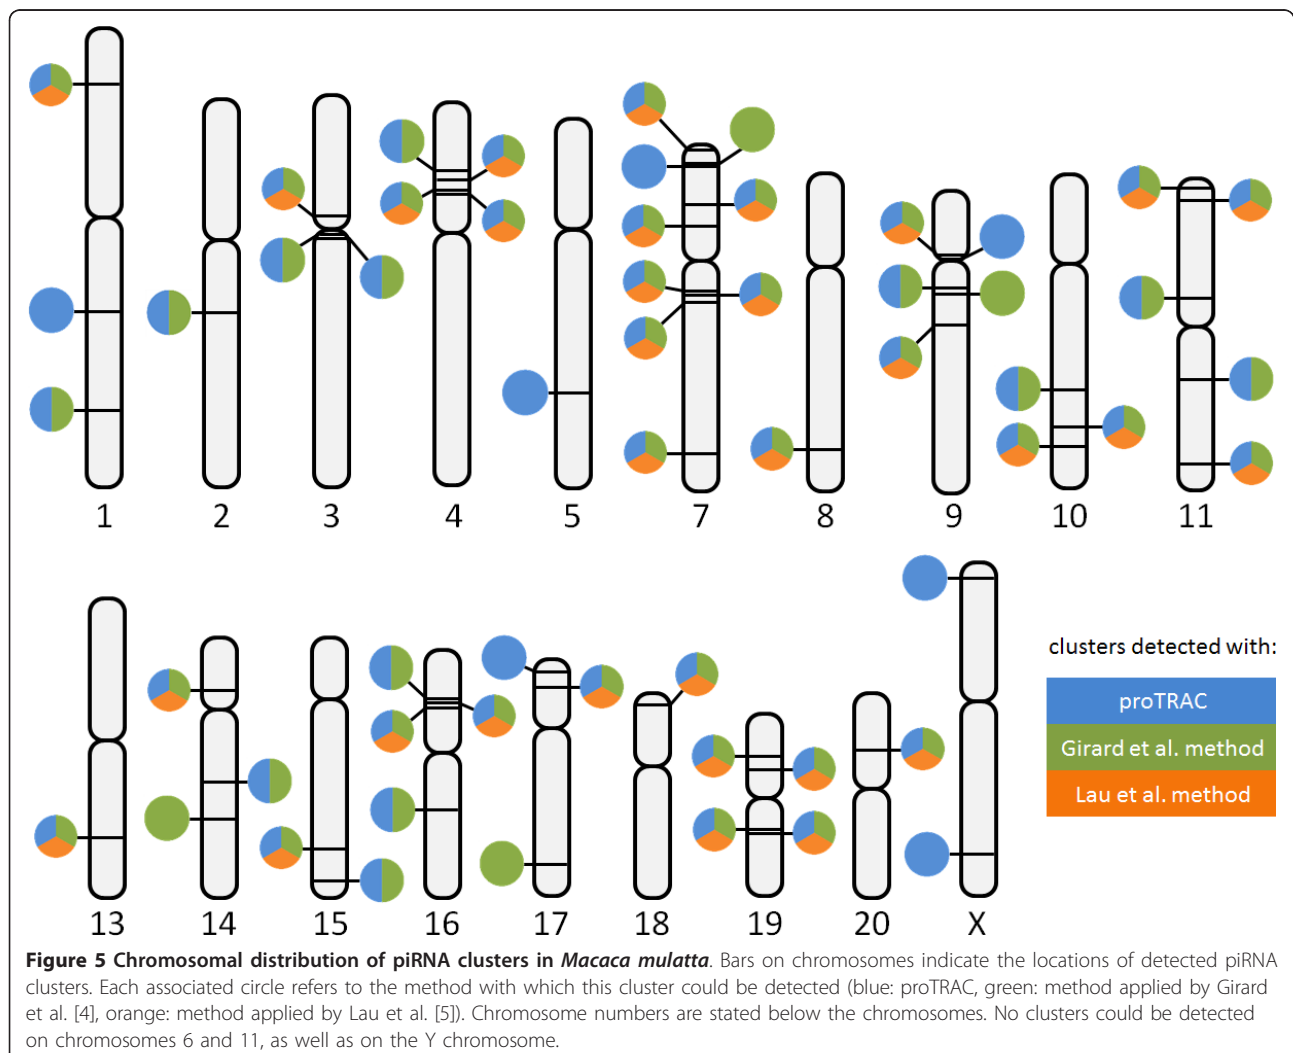 1 2 3 4 5 7 8 9 10 11
clusters detected with:
proTRAC
Girard et al. method
Lau et al. method
13 14 15 16 17 18 19 20 X
Figure 5 Chromosomal distribution of piRNA clusters in Macaca mulatta. Bars on chromosomes indicate the locations of detected piRNA
clusters. Each associated circle refers to the method with which this cluster could be detected (blue: proTRAC, green: method applied by Girard
et al. [4], orange: method applied by Lau et al. [5]). Chromosome numbers are stated below the chromosomes. No clusters could be detected
on chromosomes 6 and 11, as well as on the Y chromosome.